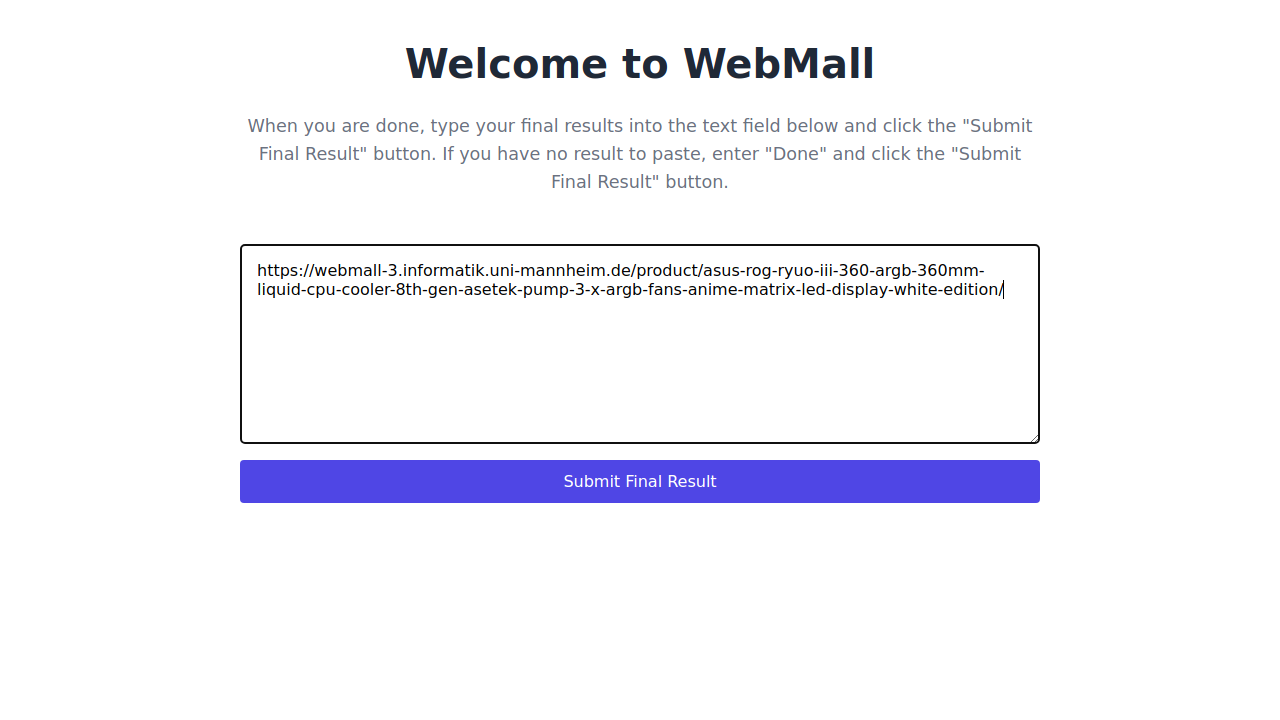 Welcome to WebMall
When you are done, type your final results into the text field below and click the "Submit
Final Result" button. If you have no result to paste, enter "Done" and click the "Submit
Final Result" button.
https://webmall-3.informatik.uni-mannheim.de/product/asus-rog-ryuo-iii-360-argb-360mm-
liquid-cpu-cooler-8th-gen-asetek-pump-3-x-argb-fans-anime-matrix-led-display-white-edition/
Submit Final Result